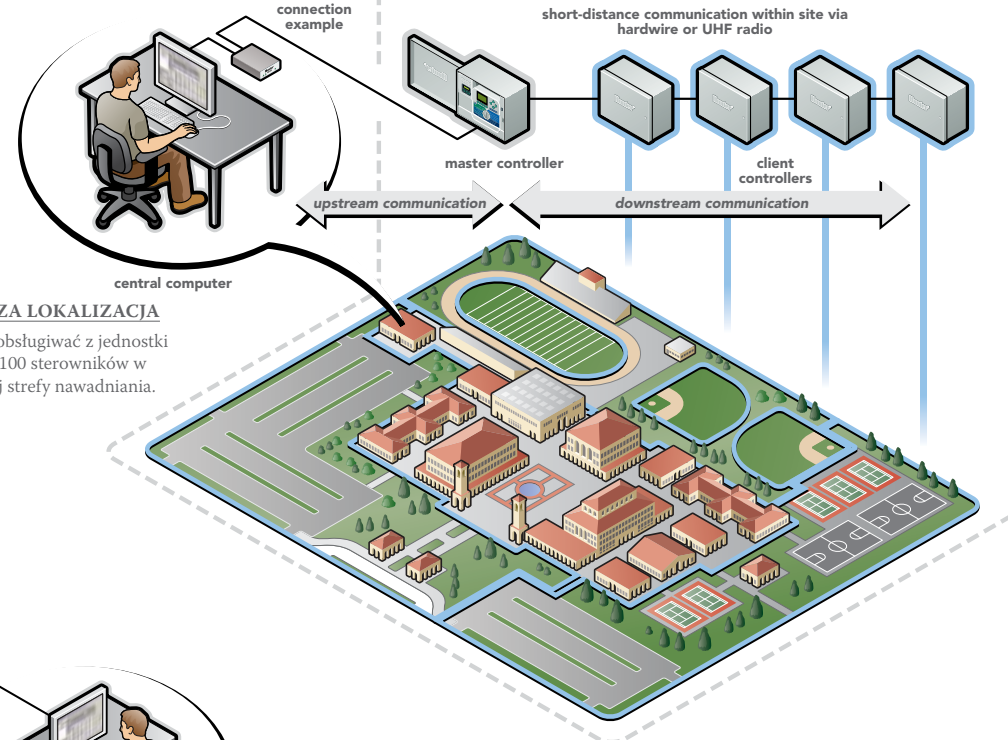 connection
example
short-distance communication within site via
hardwire or UHF radio
master controller
client
controllers
upstream communication
downstream communication
central computer
ZA LOKALIZACJA
obsługiwać z jednostki
100 sterowników w
j strefy nawadniania.